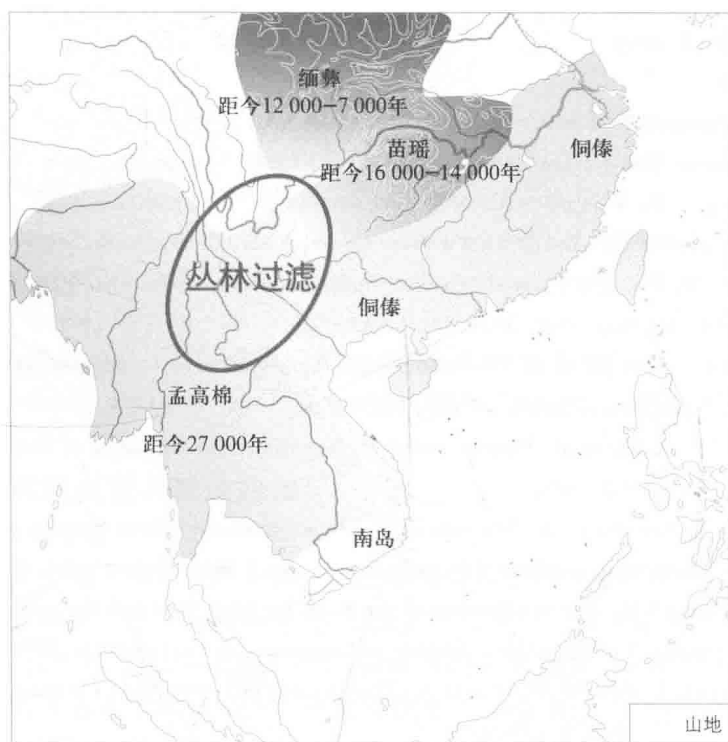 缅彝
距今12 000–7 000年
苗瑶
距今16 000–14 000年
侗傣
丛林过滤
侗傣
孟高棉
距今27 000年
南岛
山地